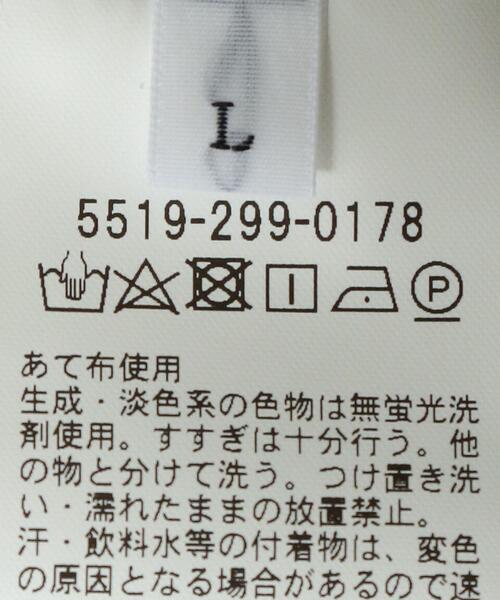 L
5519-299-0178
P
あて布使用
生成・淡色系の色物は無蛍光洗
剤使用。すすぎは十分行う。他
の物と分けて洗う。つけ置き洗
い・濡れたままの放置禁止。
汗・飲料水等の付着物は、変色
の原因となる場合があるので速